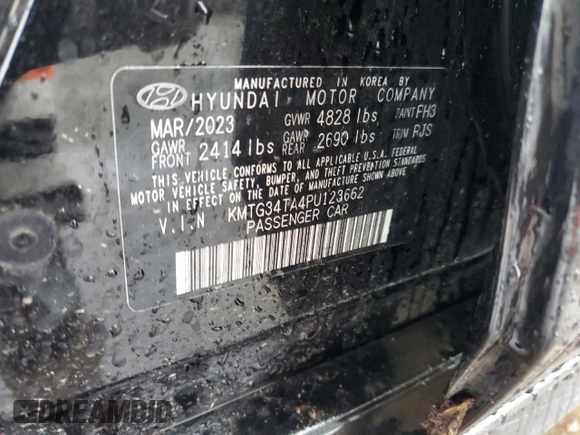 MANUFACTURED IN KOREA BY
HYUNDAI MOTOR COMPANY
MAR/2023 GVWR 4828 lbs PAINT FH3
GAWR FRONT 2414 lbs GAWR REAR 2690 lbs TRIM RJS
THIS VEHICLE CONFORMS TO ALL APPLICABLE U.S.A. FEDERAL
MOTOR VEHICLE SAFETY, BUMPER, AND THEFT PREVENTION STANDARDS
IN EFFECT ON THE DATE OF MANUFACTURE SHOWN ABOVE.
V.I.N KMTG34TA4PU123662
PASSENGER CAR
DREAMBID